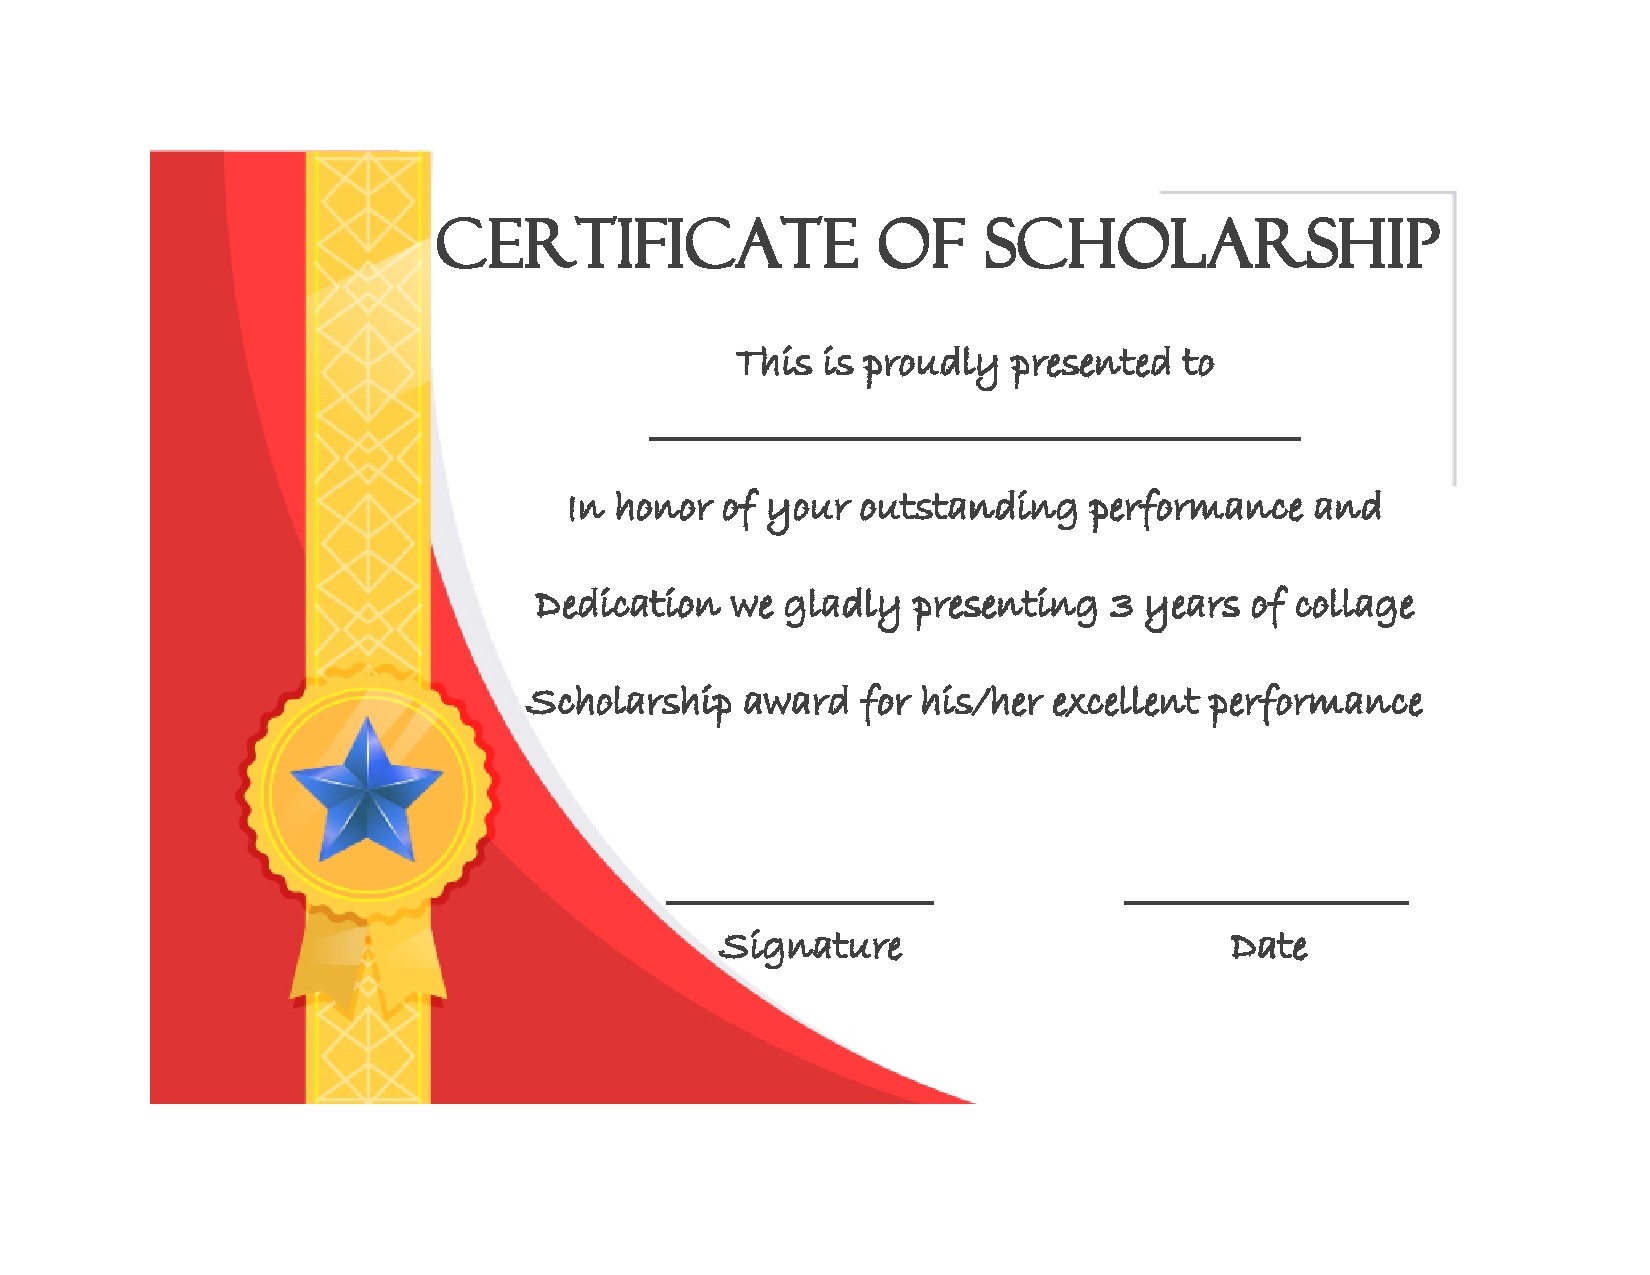 CERTIFICATE OF SCHOLARSHIP
This is proudly presented to
In honor of your outstanding performance and
Dedication we gladly presenting 3 years of collage
Scholarship award for his/her excellent performance
Signature
Date